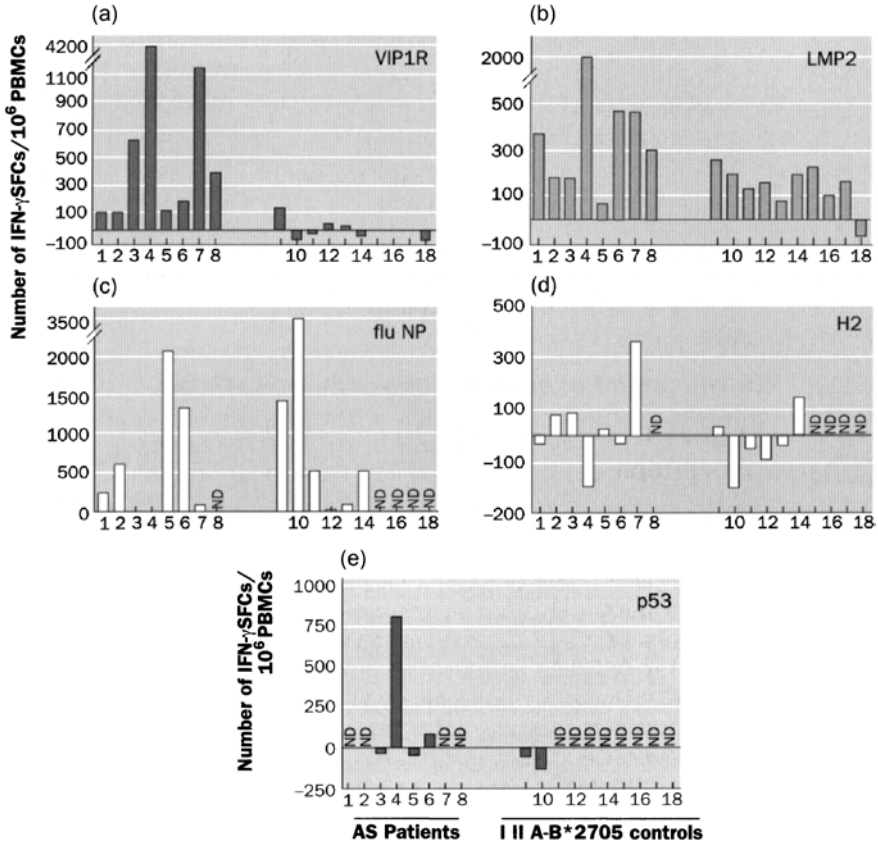 (a)
(b)
Number of IFN-γSFCs/10⁶ PBMCs
4200
1100
900
700
500
300
100
−100
VIP1R
1 2 3 4 5 6 7 8 10 12 14 16 18
2000
500
300
100
−100
LMP2
1 2 3 4 5 6 7 8 10 12 14 16 18
(c)
(d)
3500
2000
1500
1000
500
0
flu NP
ND ND ND ND ND
1 2 3 4 5 6 7 8 10 12 14 16 18
500
300
100
−100
−200
H2
ND ND ND ND ND
1 2 3 4 5 6 7 8 10 12 14 16 18
(e)
Number of IFN-γSFCs/
10⁶ PBMCs
1000
750
500
250
0
−250
p53
ND ND ND ND ND ND ND ND ND ND ND ND
1 2 3 4 5 6 7 8 10 12 14 16 18
AS Patients
I II A-B*2705 controls